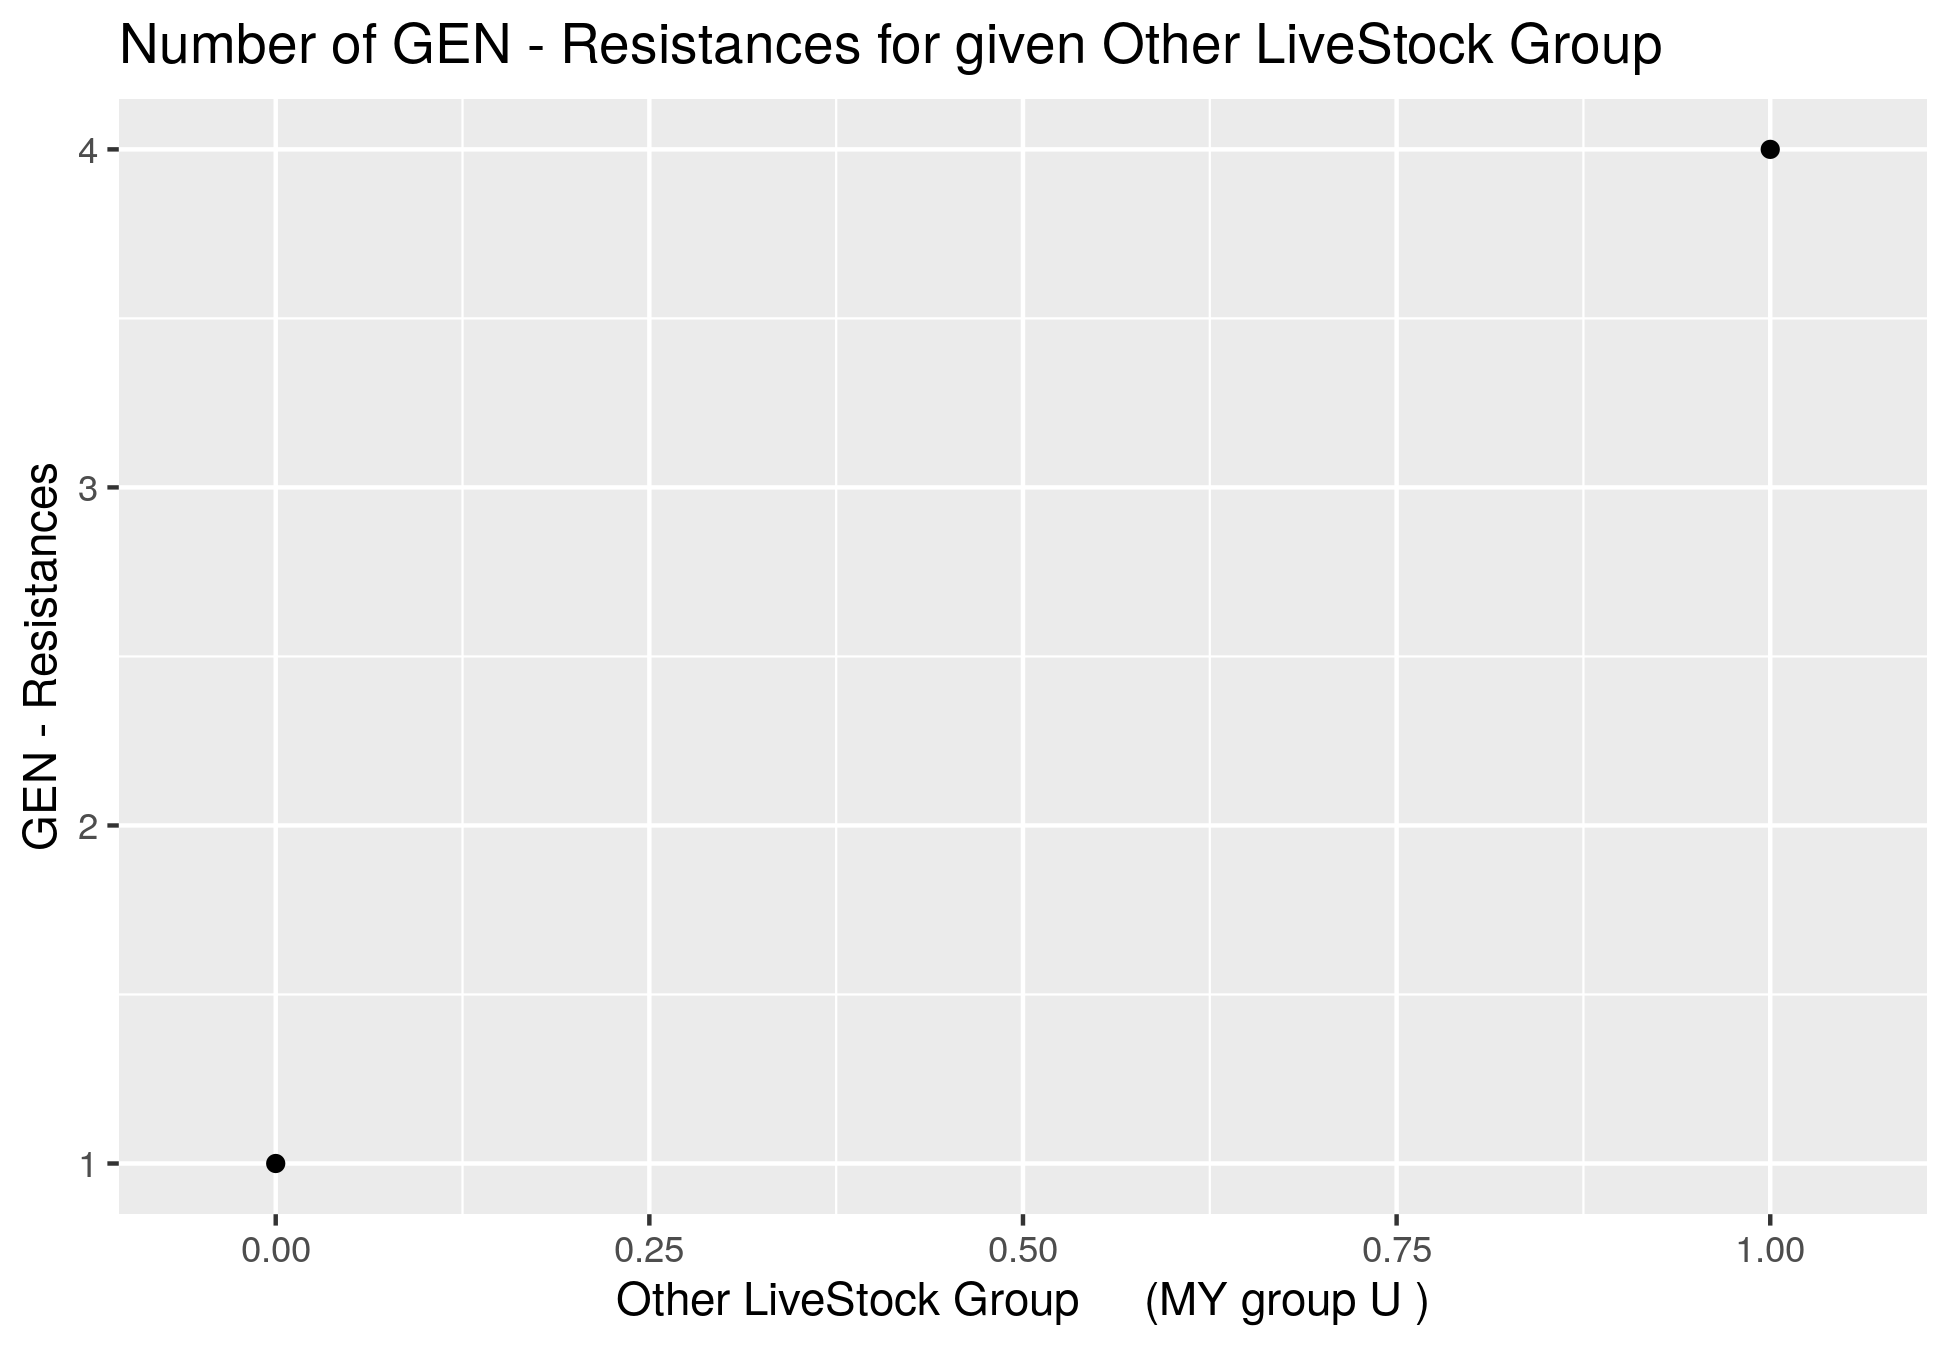 Number of GEN - Resistances for given Other LiveStock Group
GEN - Resistances
4
3
2
1
0.00 0.25 0.50 0.75 1.00
Other LiveStock Group (MY group U )